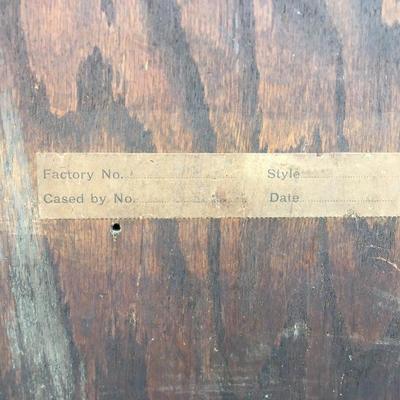 Factory No. Style
Cased by No. Date